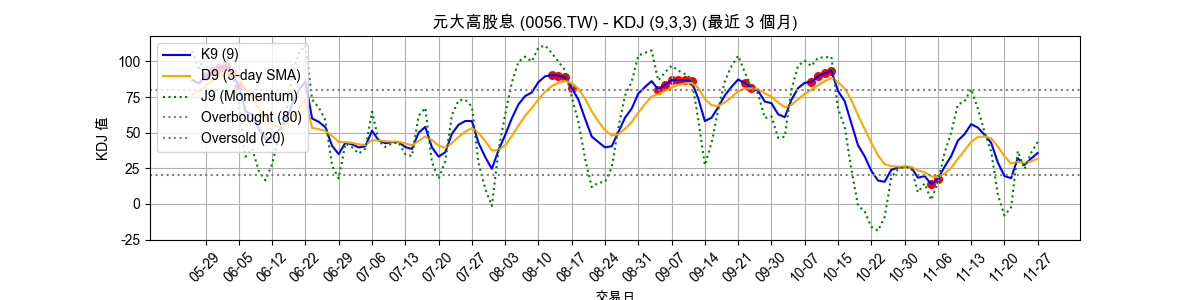 元大高股息 (0056.TW) - KDJ (9,3,3) (最近 3 個月)
KDJ 值
100
75
50
25
0
-25
K9 (9)
D9 (3-day SMA)
J9 (Momentum)
Overbought (80)
Oversold (20)
05-29 06-05 06-12 06-22 06-29 07-06 07-13 07-20 07-27 08-03 08-10 08-17 08-24 08-31 09-07 09-14 09-21 09-30 10-07 10-15 10-22 10-30 11-06 11-13 11-20 11-27
交易日